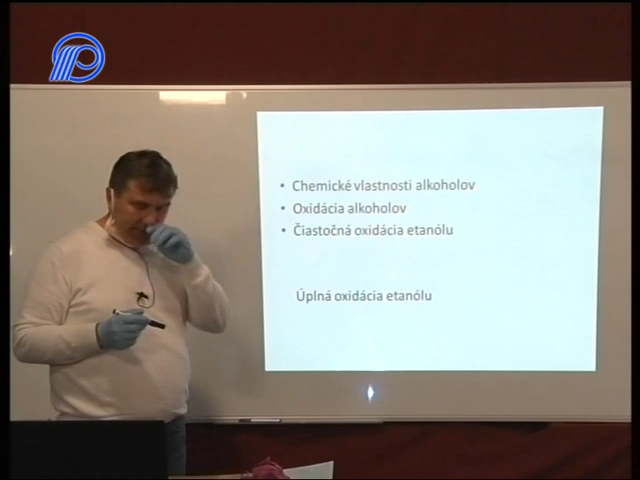 • Chemické vlastnosti alkoholov
• Oxidácia alkoholov
• Čiastočná oxidácia etanólu
Úplná oxidácia etanólu